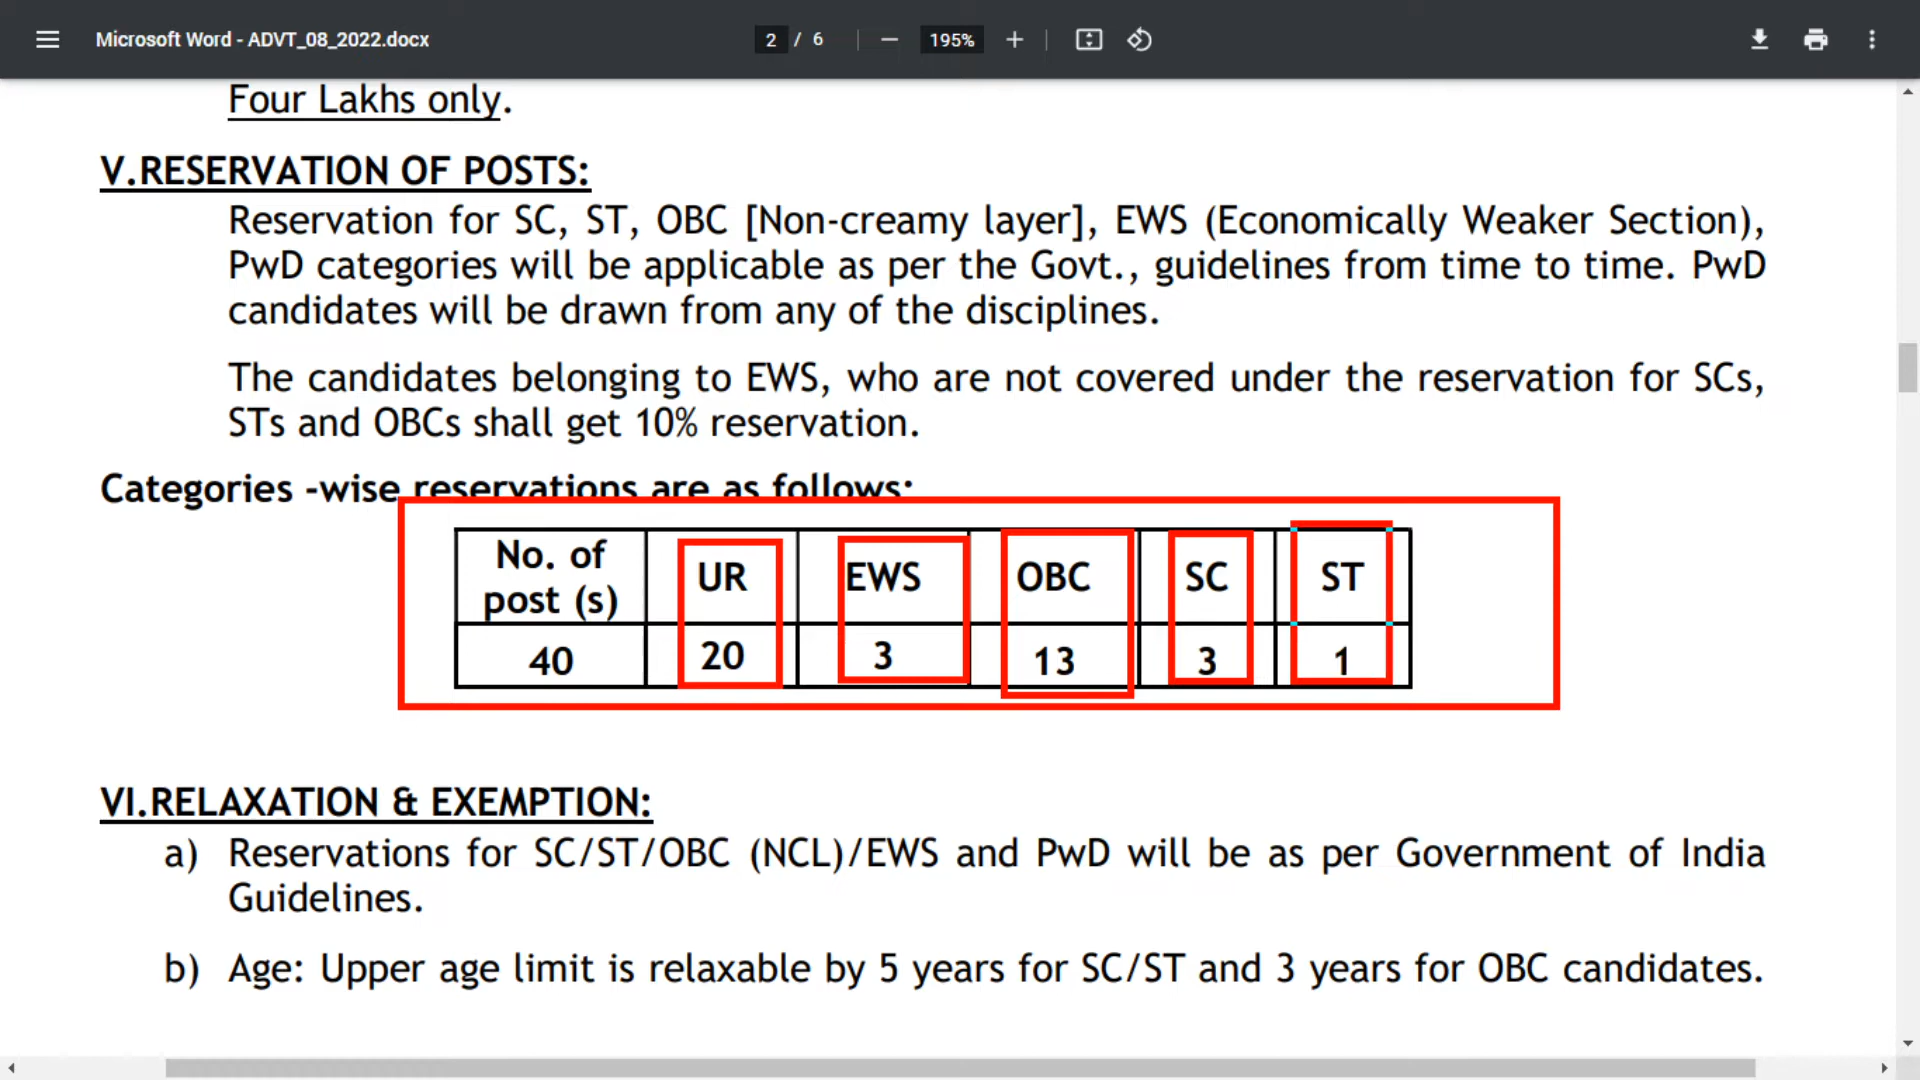 Microsoft Word - ADVT_08_2022.docx
2 / 6
195%
Four Lakhs only.
V.RESERVATION OF POSTS:
Reservation for SC, ST, OBC [Non-creamy layer], EWS (Economically Weaker Section),
PwD categories will be applicable as per the Govt., guidelines from time to time. PwD
candidates will be drawn from any of the disciplines.
The candidates belonging to EWS, who are not covered under the reservation for SCs,
STs and OBCs shall get 10% reservation.
Categories -wise reservations are as follows:
No. of
post (s)
UR EWS OBC SC ST
40 20 3 13 3 1
VI.RELAXATION & EXEMPTION:
a) Reservations for SC/ST/OBC (NCL)/EWS and PwD will be as per Government of India
Guidelines.
b) Age: Upper age limit is relaxable by 5 years for SC/ST and 3 years for OBC candidates.